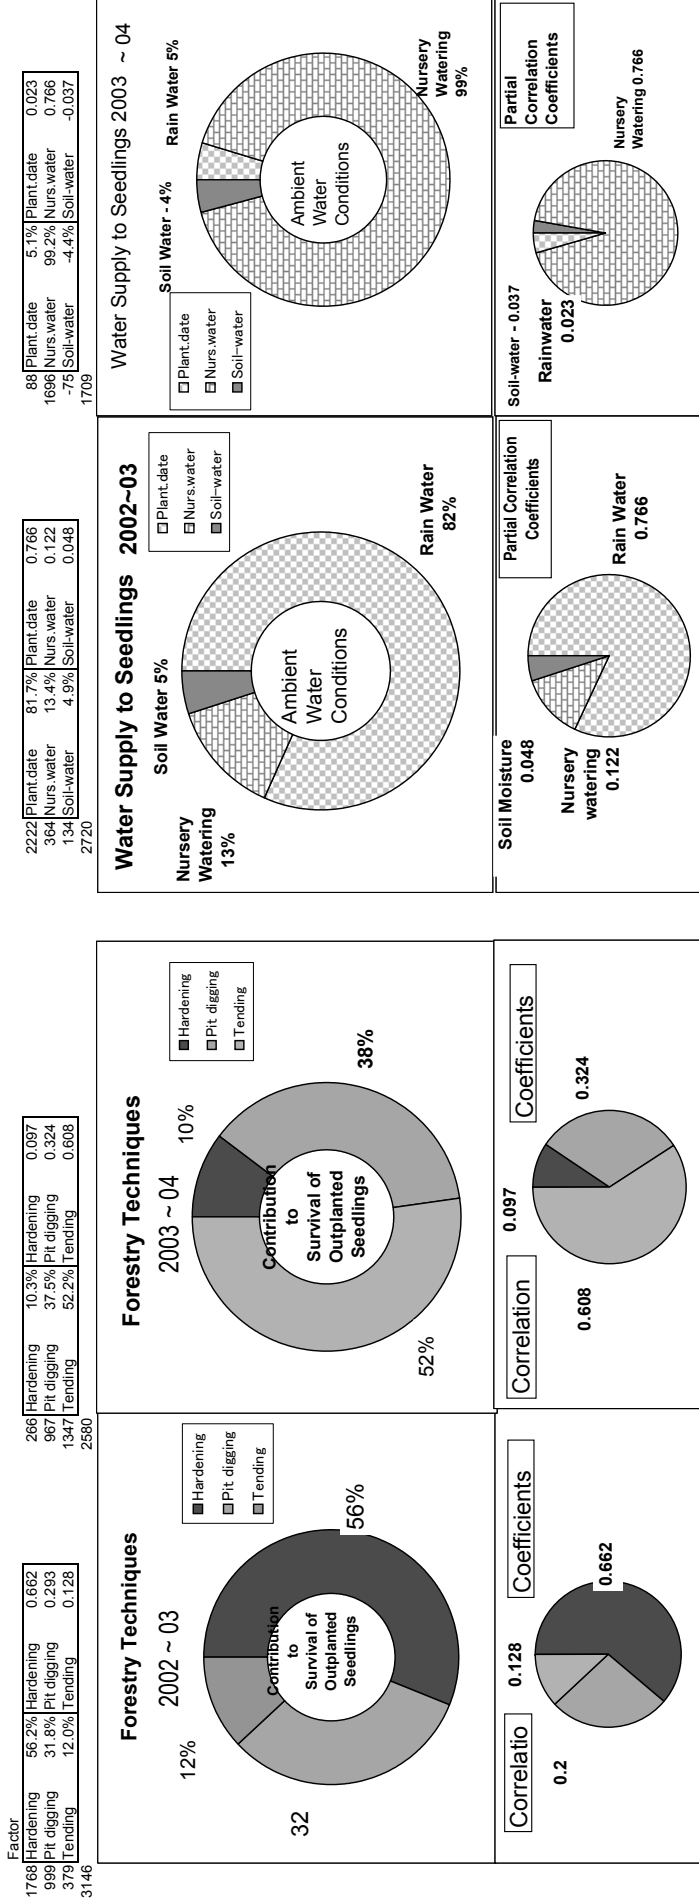 Factor
1768 Hardening 56.2% Hardening 0.662
999 Pit digging 31.8% Pit digging 0.293
379 Tending 12.0% Tending 0.128
3146
266 Hardening 10.3% Hardening 0.097
967 Pit digging 37.5% Pit digging 0.324
1347 Tending 52.2% Tending 0.608
2580
2222 Plant.date 81.7% Plant.date 0.766
364 Nurs.water 13.4% Nurs.water 0.122
134 Soil-water 4.9% Soil-water 0.048
2720
88 Plant.date 5.1% Plant.date 0.023
1696 Nurs.water 99.2% Nurs.water 0.766
-75 Soil-water -4.4% Soil-water -0.037
1709
Forestry Techniques
2002 ~ 03
Hardening
Pit digging
Tending
12%
Contribution
to
Survival of
Outplanted
Seedlings
32
56%
Correlatio
Coefficients
0.128
0.2
0.662
Forestry Techniques
2003 ~ 04
Hardening
Pit digging
Tending
10%
Contribution
to
Survival of
Outplanted
Seedlings
38%
52%
Correlation
Coefficients
0.097
0.324
0.608
Water Supply to Seedlings 2002~03
Plant.date
Nurs.water
Soil-water
Soil Water 5%
Nursery
Watering
13%
Ambient
Water
Conditions
Rain Water
82%
Partial Correlation
Coefficients
Soil Moisture
0.048
Nursery
watering
0.122
Rain Water
0.766
Water Supply to Seedlings 2003 ~ 04
Plant.date
Nurs.water
Soil-water
Soil Water - 4%
Rain Water 5%
Ambient
Water
Conditions
Nursery
Watering
99%
Partial
Correlation
Coefficients
Soil-water - 0.037
Rainwater
0.023
Nursery
Watering 0.766